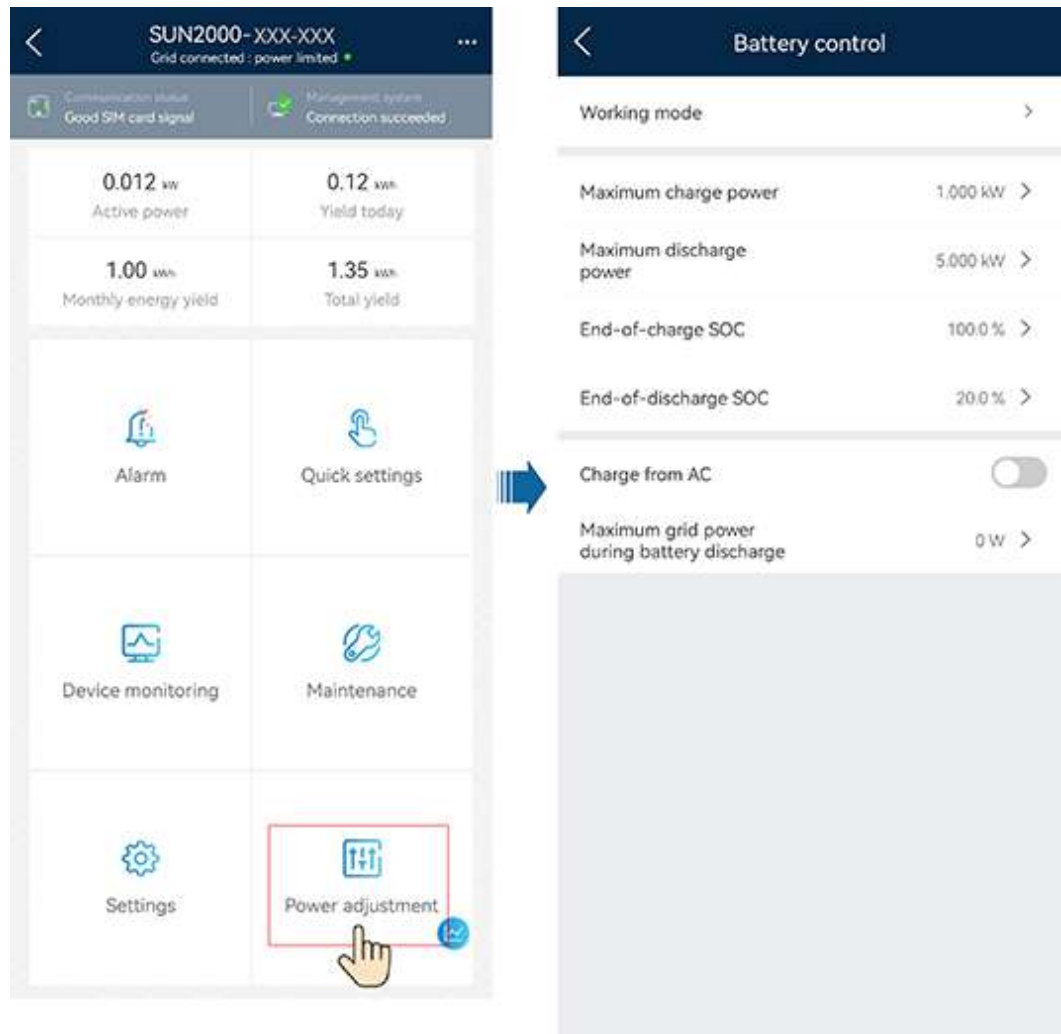 SUN2000-XXX-XXX
Grid connected : power limited
Communication status
Good SIM card signal
Management system
Connection succeeded
0.012 kW
Active power
0.12 kWh
Yield today
1.00 kWh
Monthly energy yield
1.35 kWh
Total yield
Alarm
Quick settings
Device monitoring
Maintenance
Settings
Power adjustment
Battery control
Working mode
Maximum charge power 1.000 kW
Maximum discharge
power
5.000 kW
End-of-charge SOC 100.0 %
End-of-discharge SOC 20.0 %
Charge from AC
Maximum grid power
during battery discharge
0 W